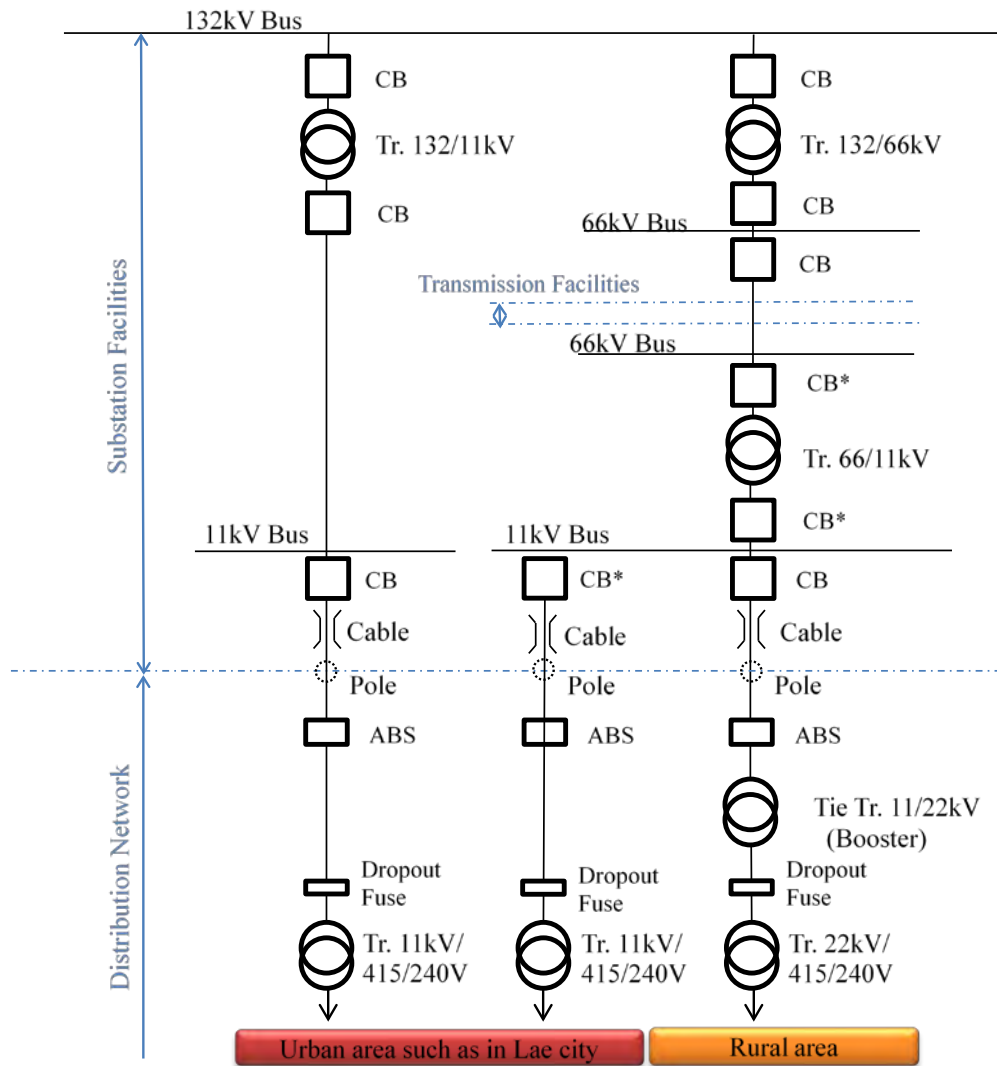 132kV Bus
CB
CB
Tr. 132/11kV
Tr. 132/66kV
CB
CB
66kV Bus
CB
Transmission Facilities
66kV Bus
Substation Facilities
CB*
Tr. 66/11kV
CB*
11kV Bus
11kV Bus
CB
CB*
CB
Cable
Cable
Cable
Pole
Pole
Pole
ABS
ABS
ABS
Distribution Network
Tie Tr. 11/22kV
(Booster)
Dropout
Fuse
Dropout
Fuse
Dropout
Fuse
Tr. 11kV/
415/240V
Tr. 11kV/
415/240V
Tr. 22kV/
415/240V
Urban area such as in Lae city
Rural area